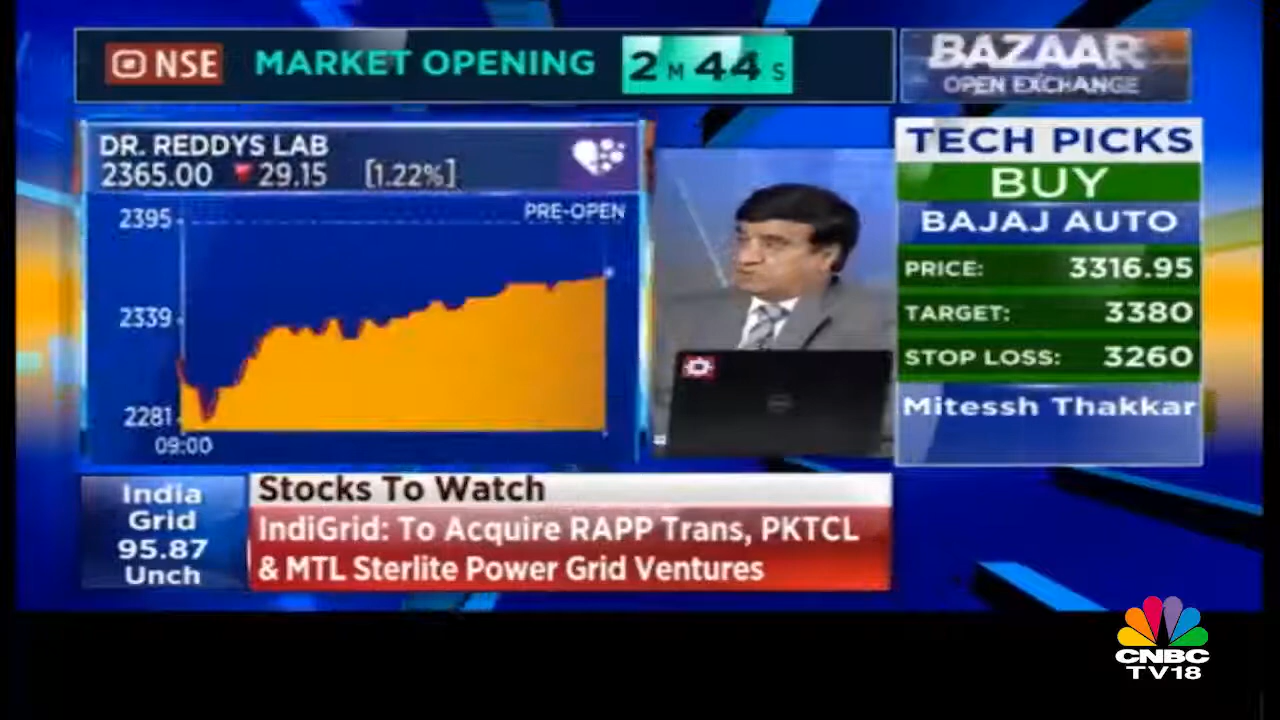 NSE
MARKET OPENING
2 M 44 S
BAZAAR
OPEN EXCHANGE
DR. REDDYS LAB
2365.00 29.15 [1.22%]
PRE-OPEN
2395
2339
2281
09:00
TECH PICKS
BUY
BAJAJ AUTO
PRICE: 3316.95
TARGET: 3380
STOP LOSS: 3260
Mitessh Thakkar
India
Grid
95.87
Unch
Stocks To Watch
IndiGrid: To Acquire RAPP Trans, PKTCL
& MTL Sterlite Power Grid Ventures
CNBC
TV18